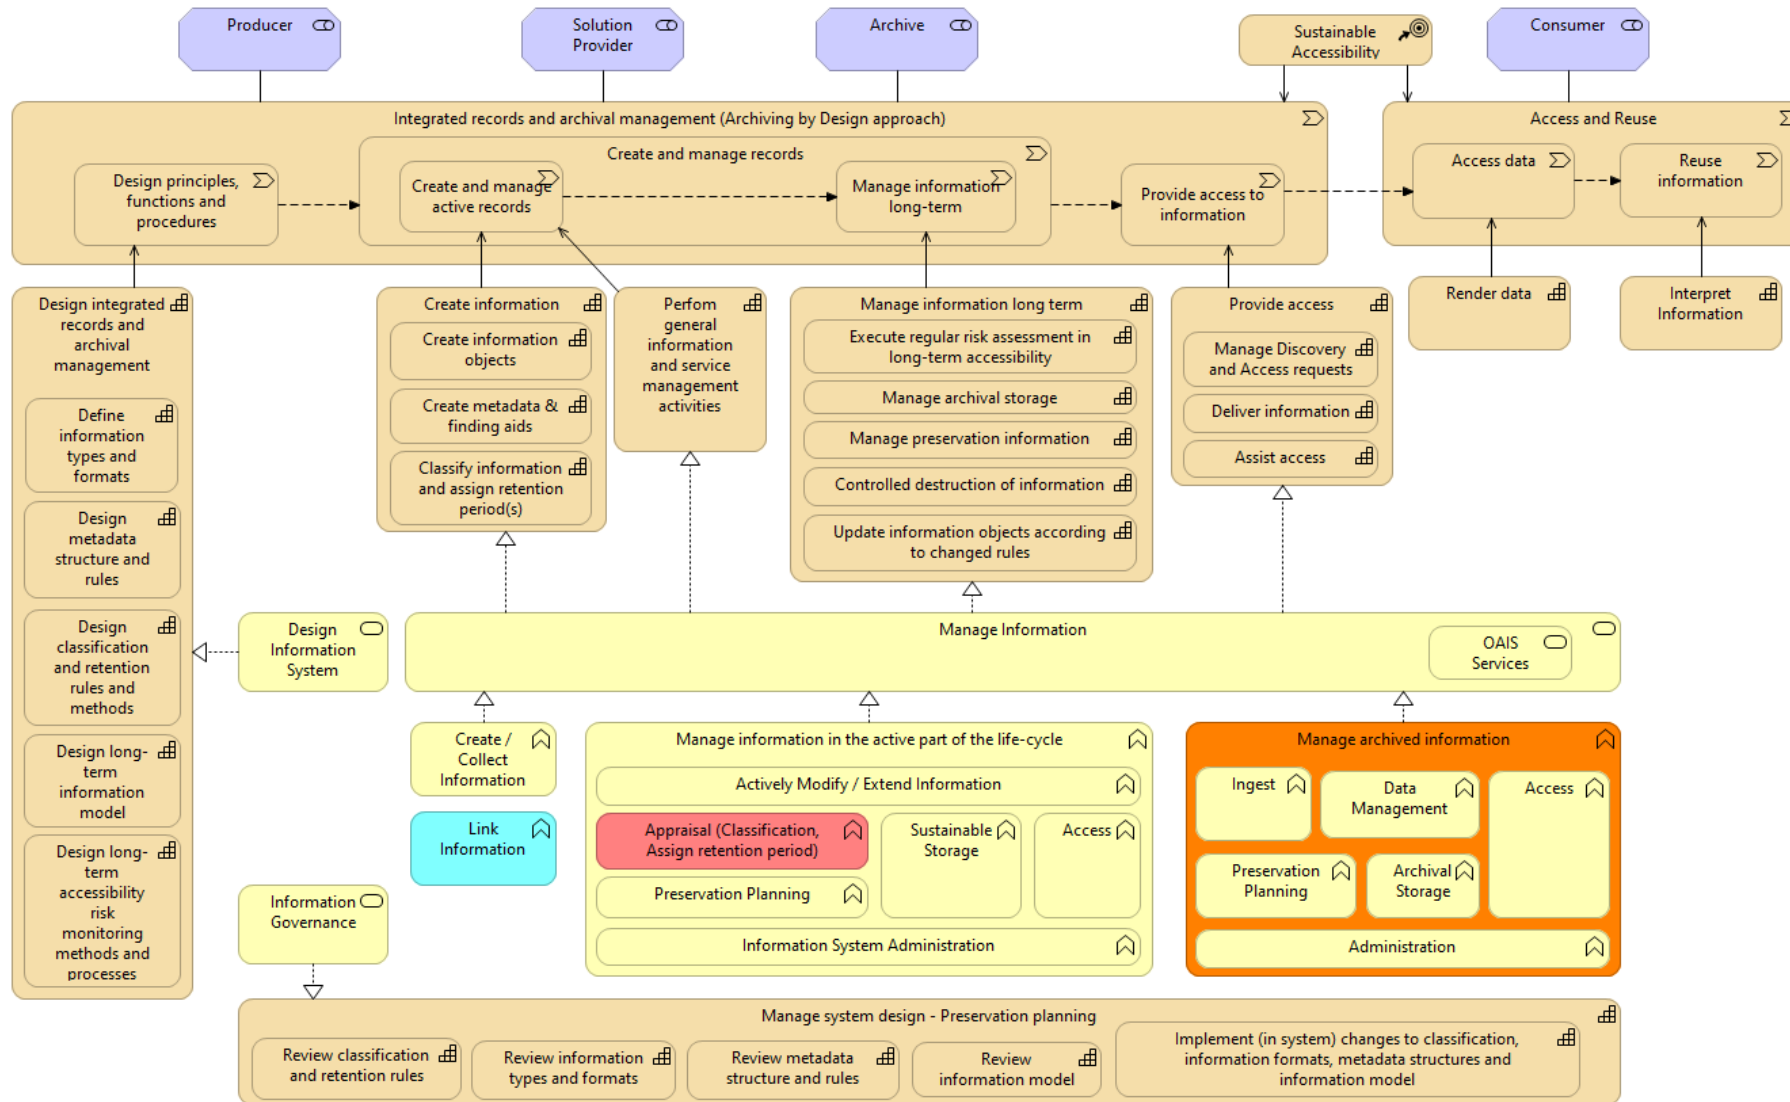 Producer
Solution
Provider
Archive
Sustainable
Accessibility
Consumer
Integrated records and archival management (Archiving by Design approach)
Access and Reuse
Create and manage records
Design principles,
functions and
procedures
Create and manage
active records
Manage information
long-term
Provide access to
information
Access data
Reuse
information
Design integrated
records and
archival
management
Define
information
types and
formats
Design
metadata
structure and
rules
Design
classification
and retention
rules and
methods
Design long-
term
information
model
Design long-
term
accessibility
risk
monitoring
methods and
processes
Create information
Create information
objects
Create metadata &
finding aids
Classify information
and assign retention
period(s)
Perfom
general
information
and service
management
activities
Manage information long term
Execute regular risk assessment in
long-term accessibility
Manage archival storage
Manage preservation information
Controlled destruction of information
Update information objects according
to changed rules
Provide access
Manage Discovery
and Access requests
Deliver information
Assist access
Render data
Interpret
Information
Design
Information
System
Manage Information
OAIS
Services
Create /
Collect
Information
Link
Information
Manage information in the active part of the life-cycle
Actively Modify / Extend Information
Appraisal (Classification,
Assign retention period)
Sustainable
Storage
Access
Preservation Planning
Information System Administration
Manage archived information
Ingest
Data
Management
Access
Preservation
Planning
Archival
Storage
Administration
Information
Governance
Manage system design - Preservation planning
Review classification
and retention rules
Review information
types and formats
Review metadata
structure and rules
Review
information model
Implement (in system) changes to classification,
information formats, metadata structures and
information model